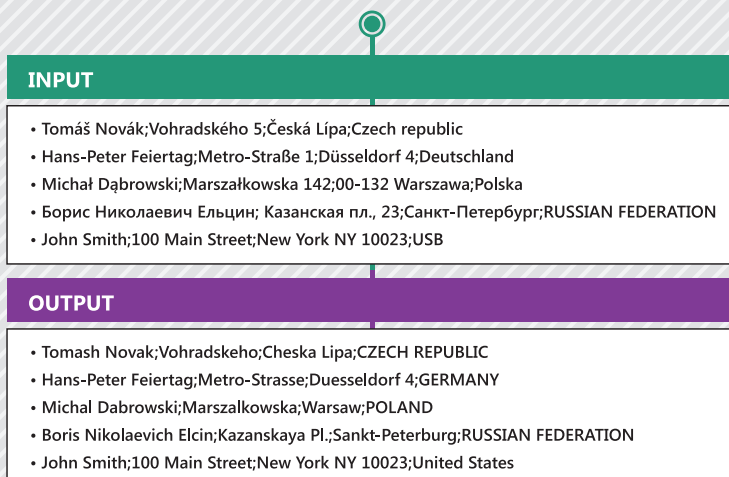 INPUT
• Tomáš Novák;Vohradského 5;Česká Lípa;Czech republic
• Hans-Peter Feiertag;Metro-Straße 1;Düsseldorf 4;Deutschland
• Michał Dąbrowski;Marszałkowska 142;00-132 Warszawa;Polska
• Борис Николаевич Ельцин; Казанская пл., 23;Санкт-Петербург;RUSSIAN FEDERATION
• John Smith;100 Main Street;New York NY 10023;USB
OUTPUT
• Tomash Novak;Vohradskeho;Cheska Lipa;CZECH REPUBLIC
• Hans-Peter Feiertag;Metro-Strasse;Duesseldorf 4;GERMANY
• Michal Dabrowski;Marszalkowska;Warsaw;POLAND
• Boris Nikolaevich Elcin;Kazanskaya Pl.;Sankt-Peterburg;RUSSIAN FEDERATION
• John Smith;100 Main Street;New York NY 10023;United States